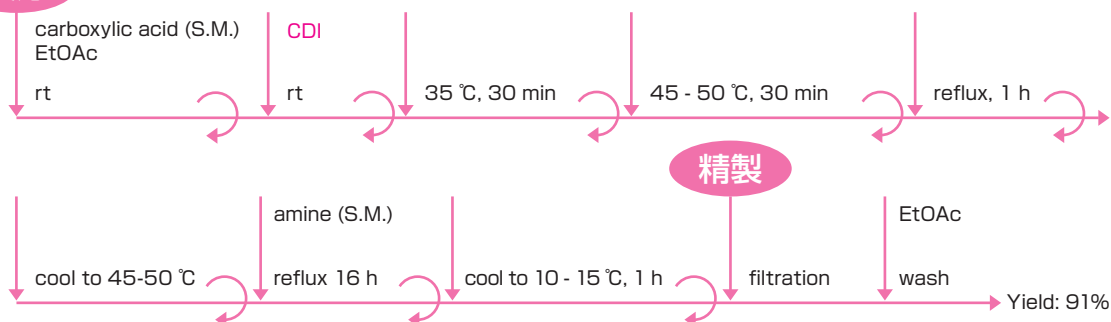 carboxylic acid (S.M.)
EtOAc
rt
CDI
rt
35 ℃, 30 min
45 - 50 ℃, 30 min
reflux, 1 h
cool to 45-50 ℃
amine (S.M.)
reflux 16 h
cool to 10 - 15 ℃, 1 h
精製
filtration
EtOAc
wash
Yield: 91%